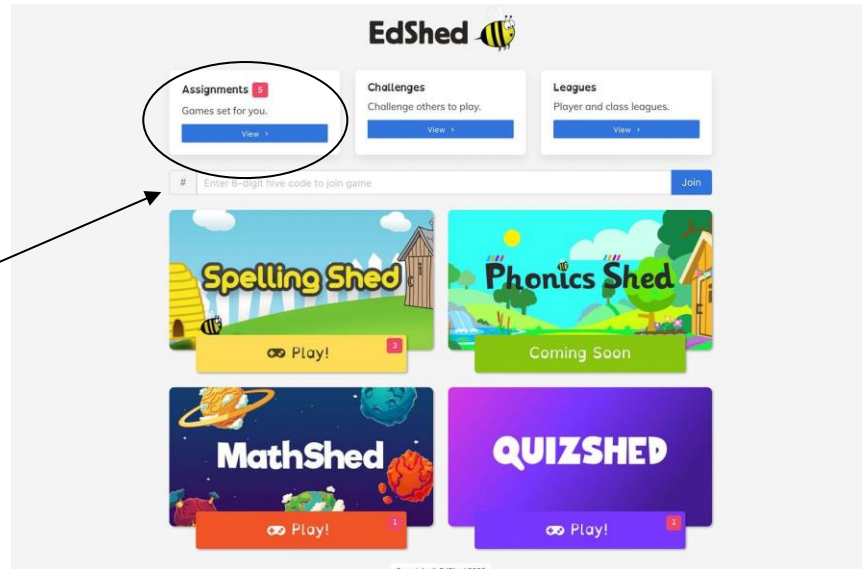 EdShed
Assignments 5
Games set for you.
View >
Challenges
Challenge others to play.
View >
Leagues
Player and class leagues.
View >
# Enter 6-digit hive code to join game Join
Spelling Shed
Play! 3
Phonics Shed
Coming Soon
MathShed
Play! 1
QUIZSHED
Play! 1